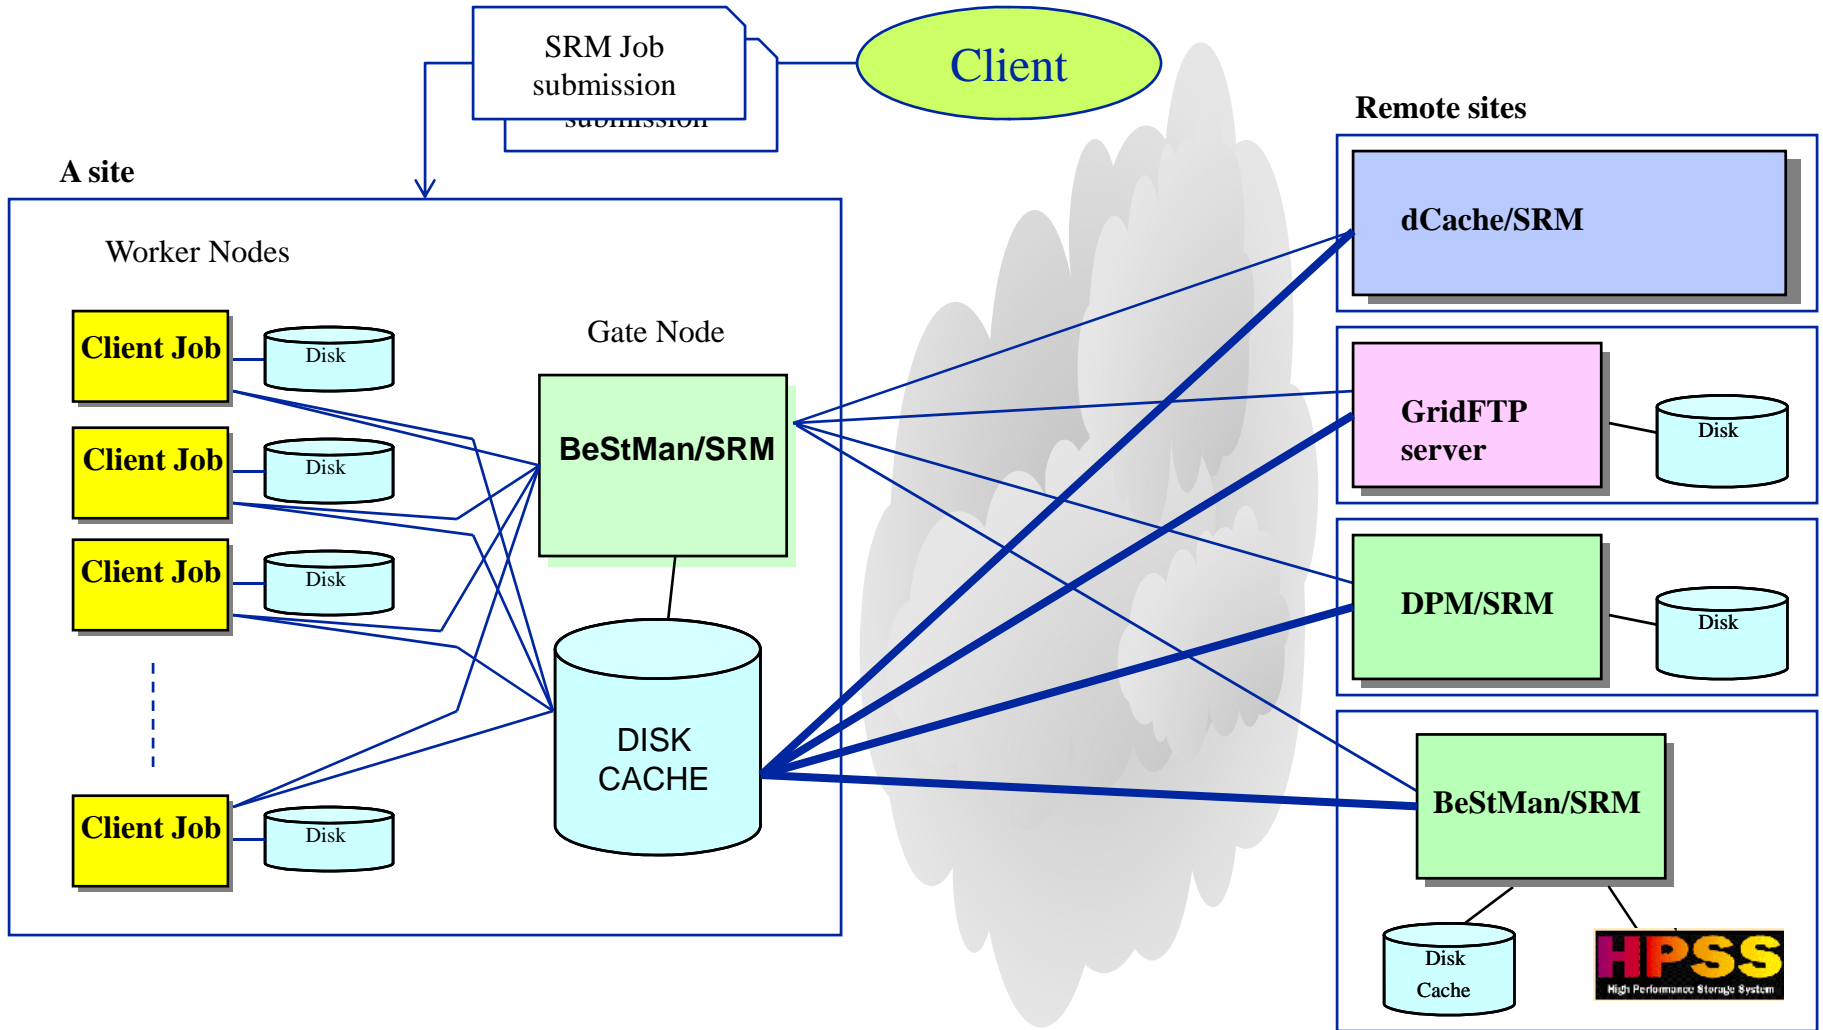 SRM Job
submission
submission
Client
Remote sites
A site
dCache/SRM
Worker Nodes
Gate Node
Client Job
Disk
Client Job
Disk
Client Job
Disk
Client Job
Disk
BeStMan/SRM
DISK
CACHE
GridFTP
server
Disk
DPM/SRM
Disk
BeStMan/SRM
Disk
Cache
HPSS
High Performance Storage System